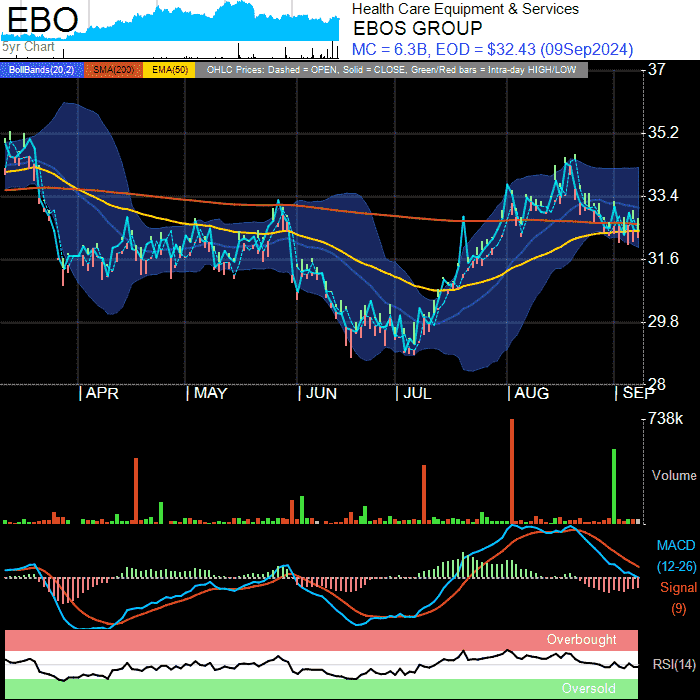 EBO
5yr Chart
Health Care Equipment & Services
EBOS GROUP
MC = 6.3B, EOD = $32.43 (09Sep2024)
BollBands(20,2) SMA(200) EMA(50) OHLC Prices: Dashed = OPEN, Solid = CLOSE, Green/Red bars = Intra-day HIGH/LOW
37
35.2
33.4
31.6
29.8
28
APR MAY JUN JUL AUG SEP
738k
Volume
MACD
(12-26)
Signal
(9)
Overbought
RSI(14)
Oversold